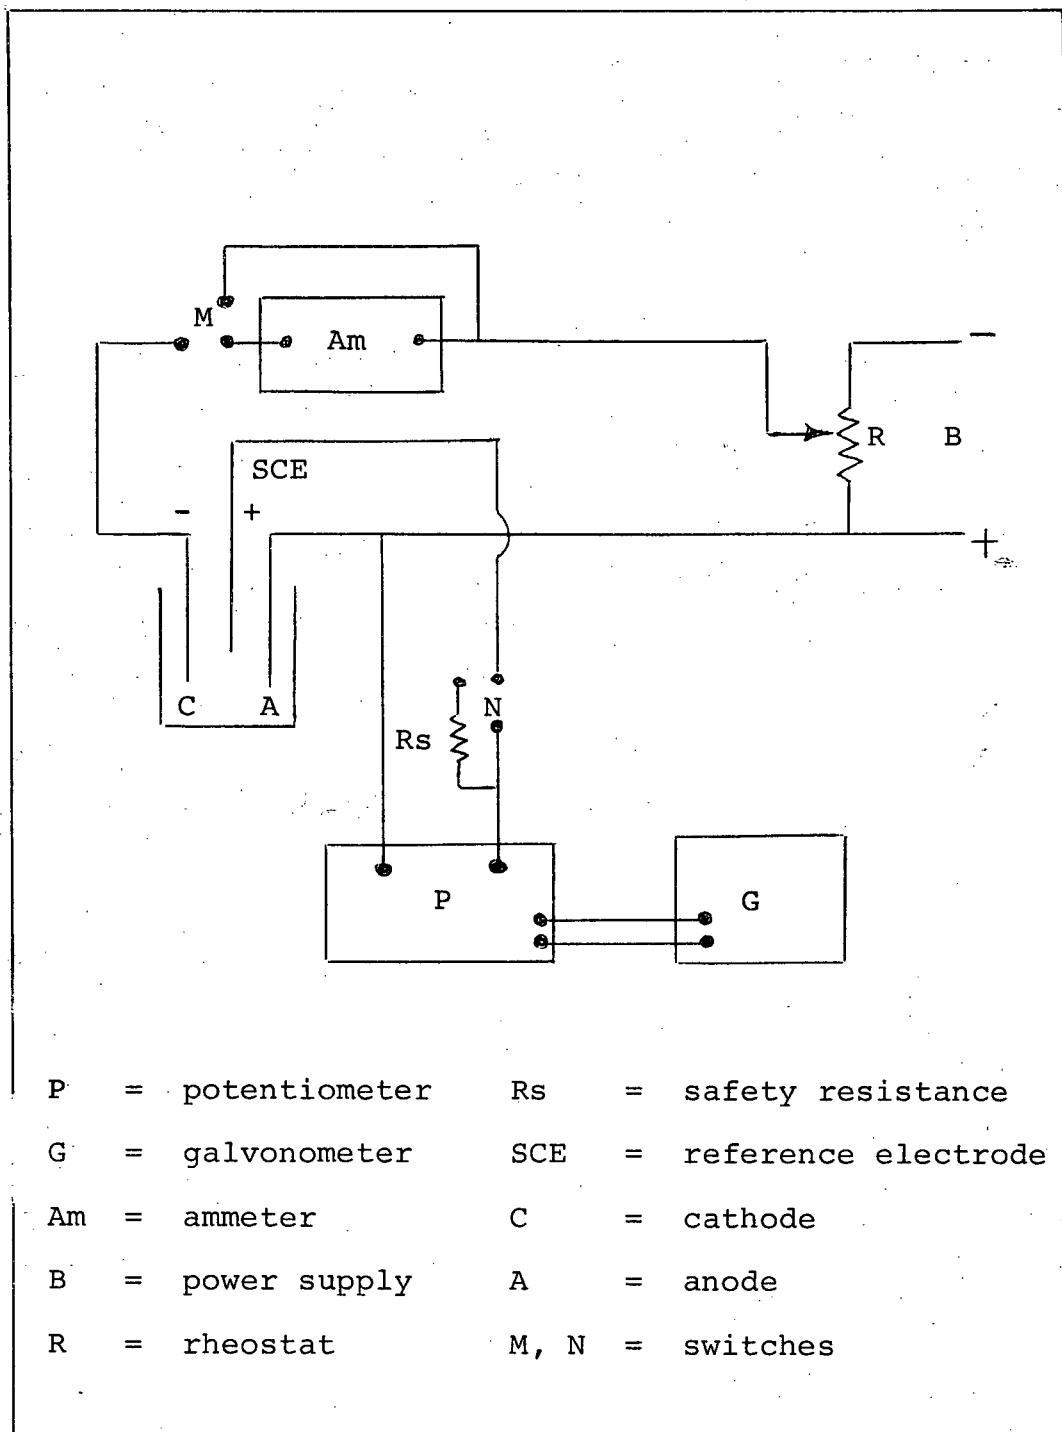 M
Am
−
R
B
SCE
- +
+
C A
N
Rs
P
G
P = potentiometer Rs = safety resistance
G = galvonometer SCE = reference electrode
Am = ammeter C = cathode
B = power supply A = anode
R = rheostat M, N = switches